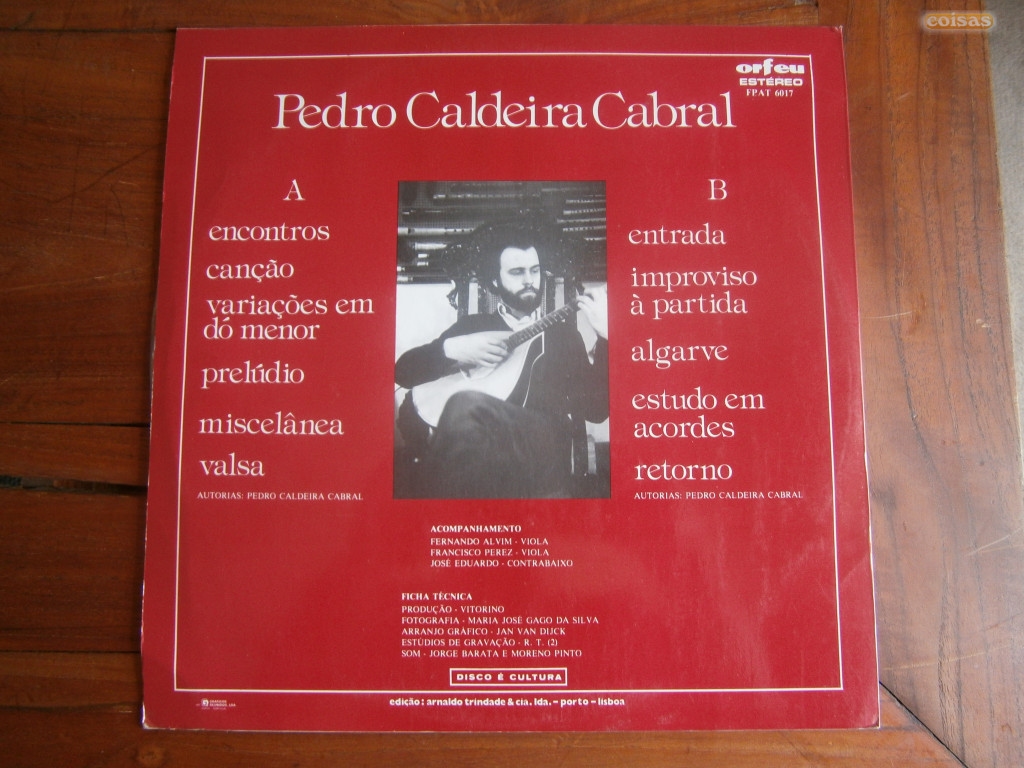 coisas
orfeu
ESTÉREO
FPAT 6017
Pedro Caldeira Cabral
A
encontros
canção
variações em
dó menor
prelúdio
miscelânea
valsa
AUTORIAS: PEDRO CALDEIRA CABRAL
B
entrada
improviso
à partida
algarve
estudo em
acordes
retorno
AUTORIAS: PEDRO CALDEIRA CABRAL
ACOMPANHAMENTO
FERNANDO ALVIM - VIOLA
FRANCISCO PEREZ - VIOLA
JOSÉ EDUARDO - CONTRABAIXO
FICHA TÉCNICA
PRODUÇÃO - VITORINO
FOTOGRAFIA - MARIA JOSÉ GAGO DA SILVA
ARRANJO GRÁFICO - JAN VAN DIJCK
ESTÚDIOS DE GRAVAÇÃO - R. T. (2)
SOM - JORGE BARATA E MORENO PINTO
DISCO É CULTURA
edição: arnaldo trindade & cia. lda. - porto - lisboa